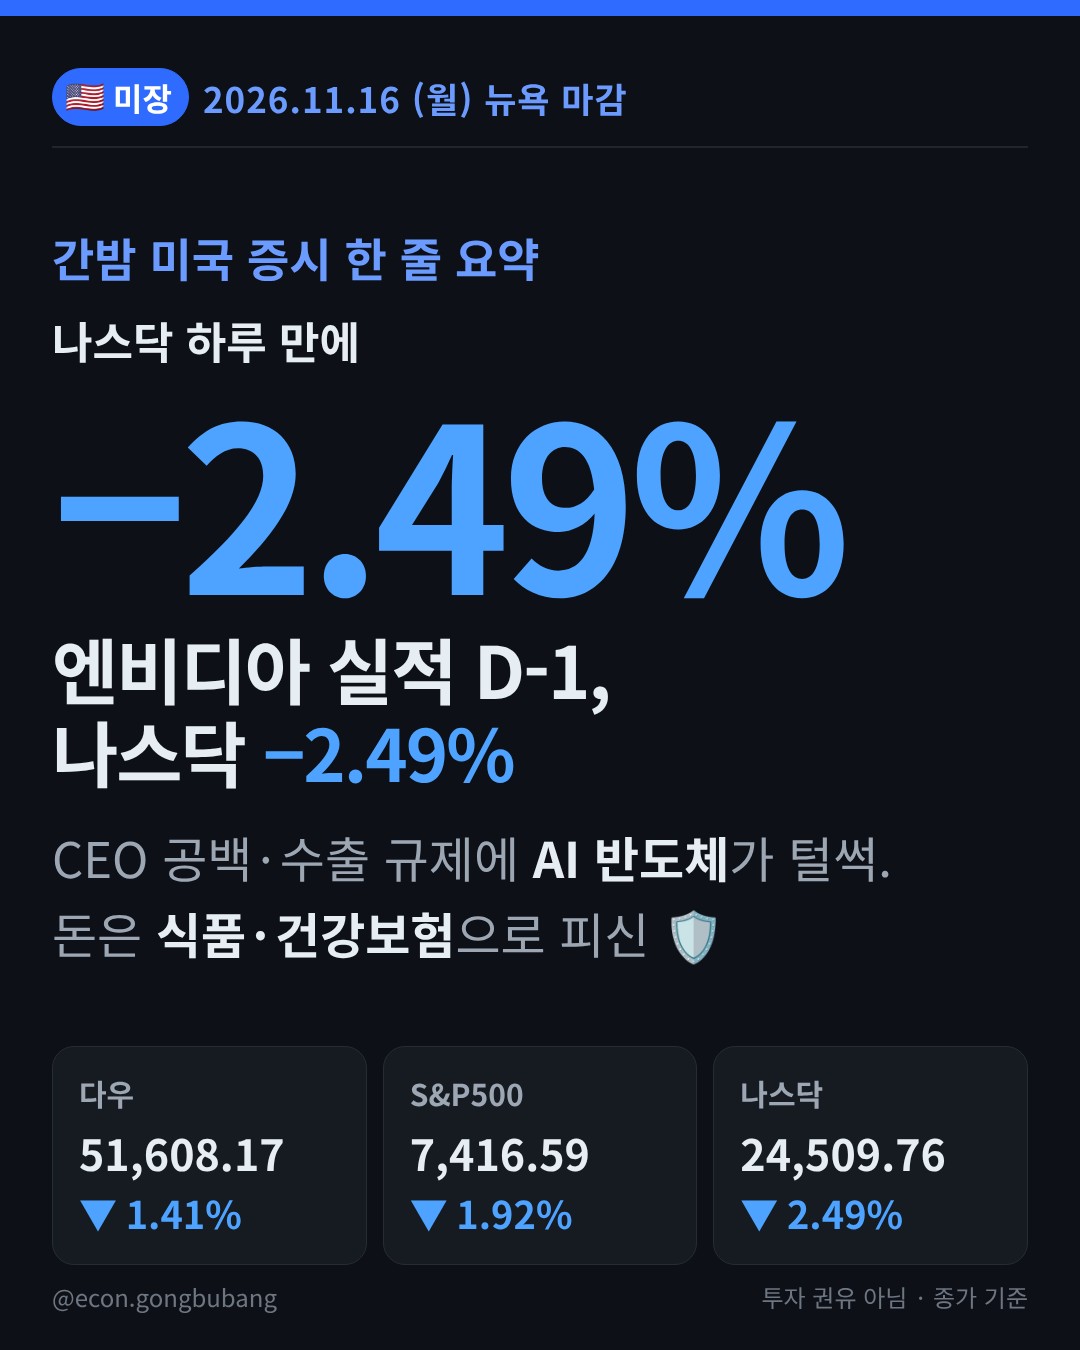 🇺🇸 미장 2026.11.16 (월) 뉴욕 마감
간밤 미국 증시 한 줄 요약
나스닥 하루 만에
−2.49%
엔비디아 실적 D-1,
나스닥 −2.49%
CEO 공백·수출 규제에 AI 반도체가 털썩.
돈은 식품·건강보험으로 피신 🛡️
다우
51,608.17
▼ 1.41%
S&P500
7,416.59
▼ 1.92%
나스닥
24,509.76
▼ 2.49%
@econ.gongbubang
투자 권유 아님 · 종가 기준